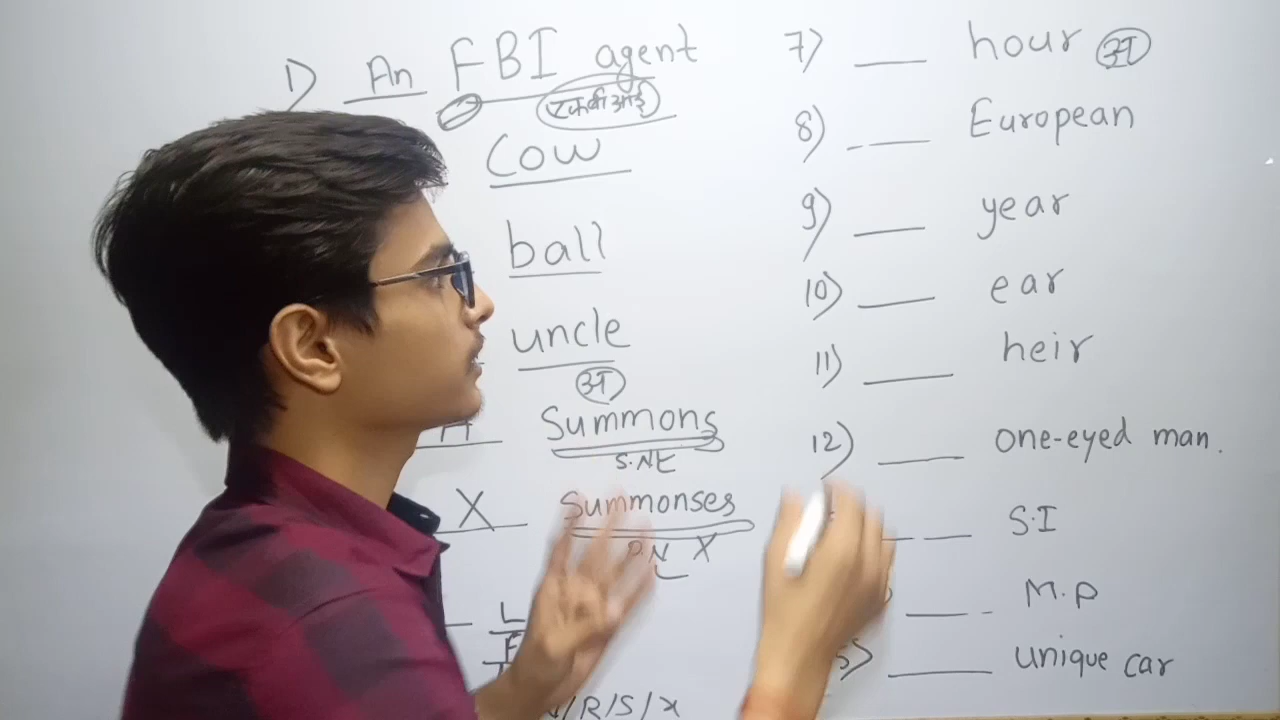 1) An FBI agent
एफ बी आई
Cow
ball
uncle
अ
A Summons
S.N
X Summonses
P.N X
L
F
/R/S/X
7) ___ hour अ
8) ___ European
9) ___ year
10) ___ ear
11) ___ heir
12) ___ one-eyed man.
___ S.I
___ M.P
5) ___ unique car